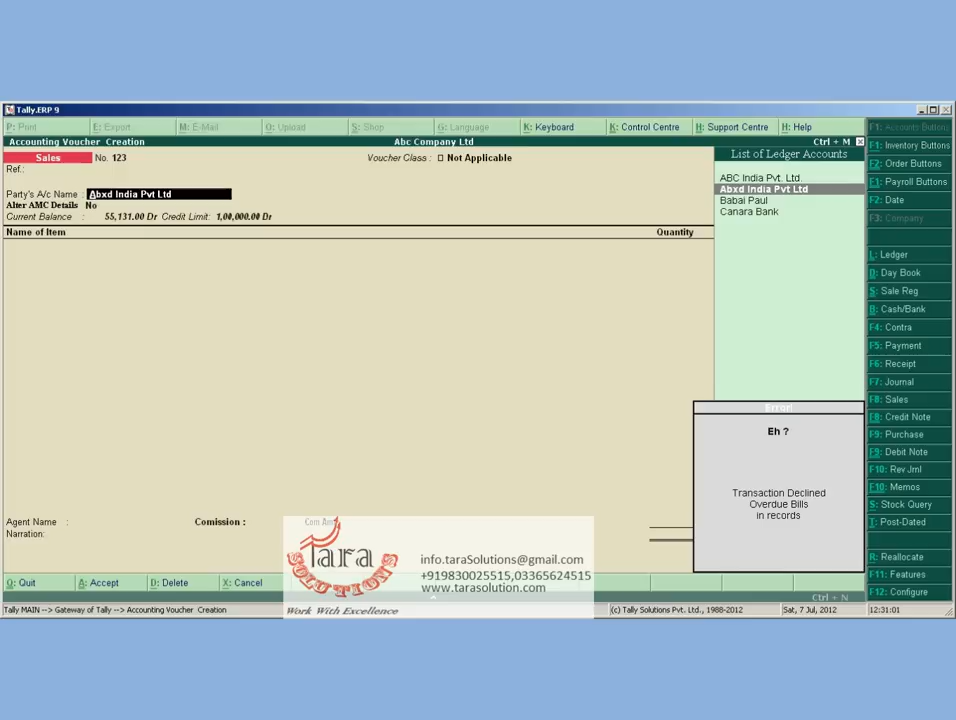 Tally.ERP 9
P: Print E: Export M: E-Mail O: Upload S: Shop G: Language K: Keyboard K: Control Centre H: Support Centre H: Help
Accounting Voucher Creation Abc Company Ltd Ctrl + M
Sales No. 123 Voucher Class : Not Applicable
Ref.:
Party's A/c Name : Abxd India Pvt Ltd
Alter AMC Details No
Current Balance : 55,131.00 Dr Credit Limit: 1,00,000.00 Dr
Name of Item Quantity
List of Ledger Accounts
ABC India Pvt. Ltd.
Abxd India Pvt Ltd
Babai Paul
Canara Bank
F1: Accounts Buttons
F1: Inventory Buttons
F2: Order Buttons
F1: Payroll Buttons
F2: Date
F3: Company
L: Ledger
D: Day Book
S: Sale Reg
B: Cash/Bank
F4: Contra
F5: Payment
F6: Receipt
F7: Journal
F8: Sales
F8: Credit Note
F9: Purchase
F9: Debit Note
F10: Rev Jrnl
F10: Memos
S: Stock Query
T: Post-Dated
R: Reallocate
F11: Features
F12: Configure
Error!
Eh ?
Transaction Declined
Overdue Bills
in records
Agent Name : Comission : Com Am
Narration:
Tara
SOLUTIONS
Work With Excellence
info.taraSolutions@gmail.com
+919830025515,03365624515
www.tarasolution.com
Q: Quit A: Accept D: Delete X: Cancel
Ctrl + N
Tally MAIN --> Gateway of Tally --> Accounting Voucher Creation (c) Tally Solutions Pvt. Ltd., 1988-2012 Sat, 7 Jul, 2012 12:31:01